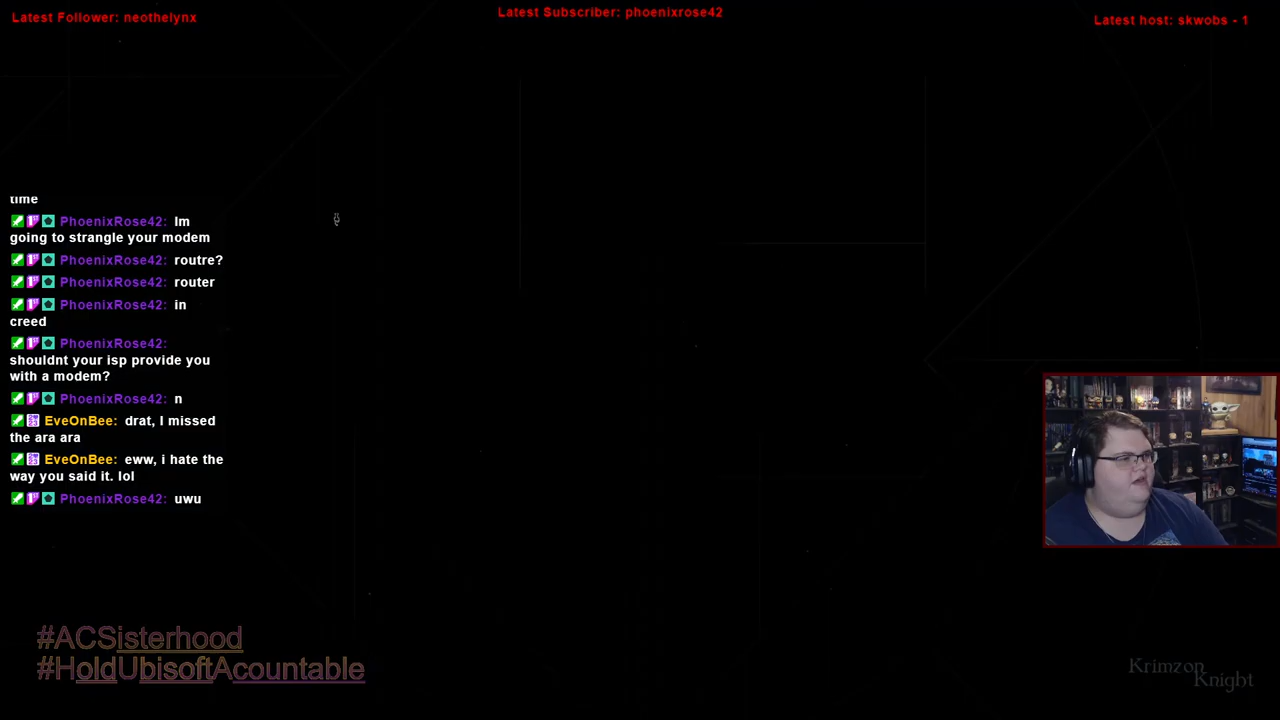 Latest Follower: neothelynx
Latest Subscriber: phoenixrose42
Latest host: skwobs - 1
time
PhoenixRose42: Im
going to strangle your modem
PhoenixRose42: routre?
PhoenixRose42: router
PhoenixRose42: in
creed
PhoenixRose42:
shouldnt your isp provide you
with a modem?
PhoenixRose42: n
EveOnBee: drat, I missed
the ara ara
EveOnBee: eww, i hate the
way you said it. lol
PhoenixRose42: uwu
#ACSisterhood
#HoldUbisoftAcountable
Krimzon
Knight